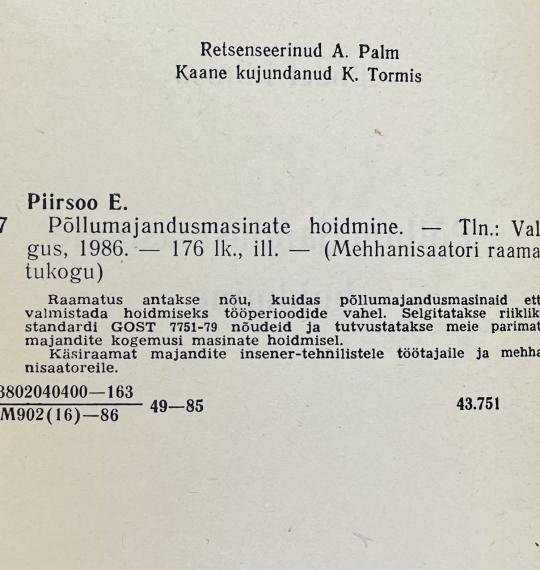 Retsenseerinud A. Palm
Kaane kujundanud K. Tormis
Piirsoo E.
7 Põllumajandusmasinate hoidmine. — Tln.: Val
gus, 1986. — 176 lk., ill. — (Mehhanisaatori raama
tukogu)
Raamatus antakse nõu, kuidas põllumajandusmasinaid ett
valmistada hoidmiseks tööperioodide vahel. Selgitatakse riiklik
standardi GOST 7751-79 nõudeid ja tutvustatakse meie parimat
majandite kogemusi masinate hoidmisel.
Käsiraamat majandite insener-tehnilistele töötajaile ja mehha
nisaatoreile.
3802040400—163
M902(16)—86
49—85
43.751